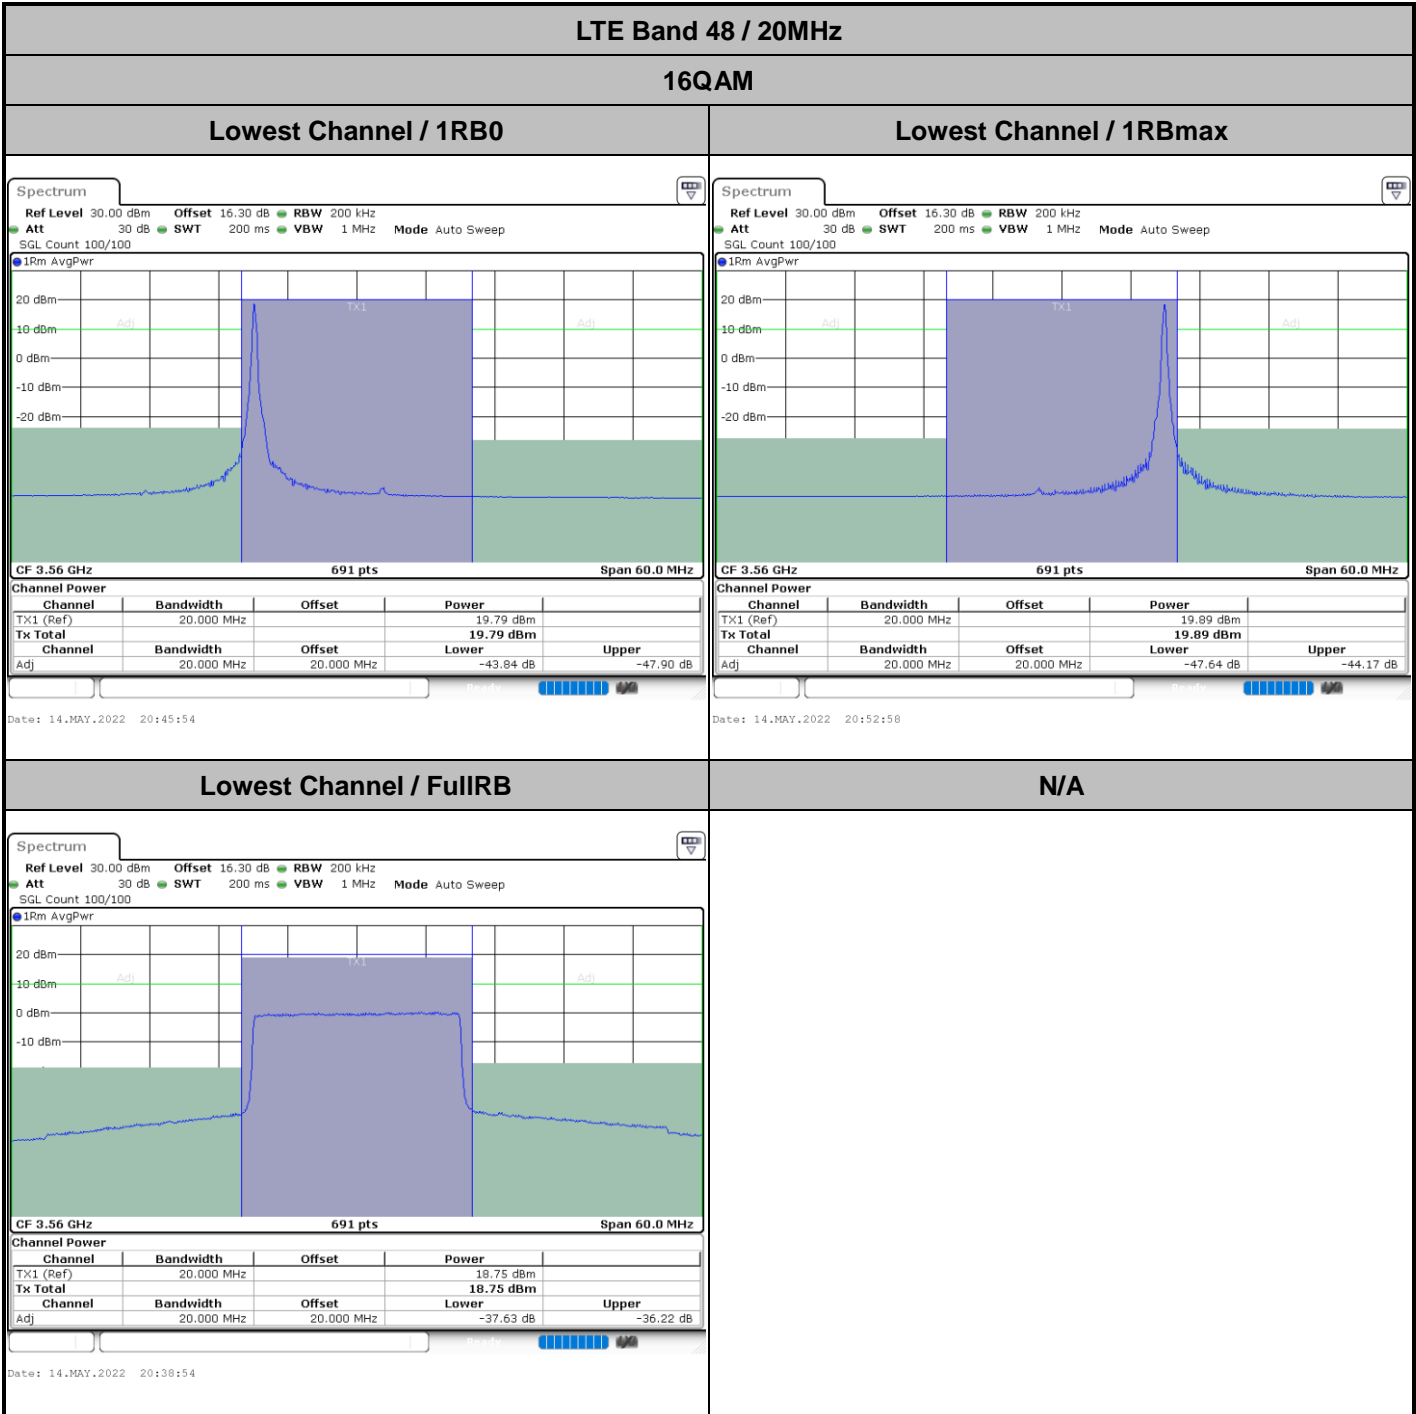 LTE Band 48 / 20MHz
16QAM
Lowest Channel / 1RB0
Lowest Channel / 1RBmax
Spectrum
Ref Level 30.00 dBm Offset 16.30 dB RBW 200 kHz
Att 30 dB SWT 200 ms VBW 1 MHz Mode Auto Sweep
SGL Count 100/100
1Rm AvgPwr
TX1
Adj
Adj
20 dBm
10 dBm
0 dBm
-10 dBm
-20 dBm
CF 3.56 GHz 691 pts Span 60.0 MHz
Channel Power
Channel Bandwidth Offset Power
TX1 (Ref) 20.000 MHz 19.79 dBm
Tx Total 19.79 dBm
Channel Bandwidth Offset Lower Upper
Adj 20.000 MHz 20.000 MHz -43.84 dB -47.90 dB
Ready
Date: 14.MAY.2022 20:45:54
Spectrum
Ref Level 30.00 dBm Offset 16.30 dB RBW 200 kHz
Att 30 dB SWT 200 ms VBW 1 MHz Mode Auto Sweep
SGL Count 100/100
1Rm AvgPwr
TX1
Adj
Adj
20 dBm
10 dBm
0 dBm
-10 dBm
-20 dBm
CF 3.56 GHz 691 pts Span 60.0 MHz
Channel Power
Channel Bandwidth Offset Power
TX1 (Ref) 20.000 MHz 19.89 dBm
Tx Total 19.89 dBm
Channel Bandwidth Offset Lower Upper
Adj 20.000 MHz 20.000 MHz -47.64 dB -44.17 dB
Ready
Date: 14.MAY.2022 20:52:58
Lowest Channel / FullRB
N/A
Spectrum
Ref Level 30.00 dBm Offset 16.30 dB RBW 200 kHz
Att 30 dB SWT 200 ms VBW 1 MHz Mode Auto Sweep
SGL Count 100/100
1Rm AvgPwr
TX1
Adj
Adj
20 dBm
10 dBm
0 dBm
-10 dBm
CF 3.56 GHz 691 pts Span 60.0 MHz
Channel Power
Channel Bandwidth Offset Power
TX1 (Ref) 20.000 MHz 18.75 dBm
Tx Total 18.75 dBm
Channel Bandwidth Offset Lower Upper
Adj 20.000 MHz 20.000 MHz -37.63 dB -36.22 dB
Ready
Date: 14.MAY.2022 20:38:54